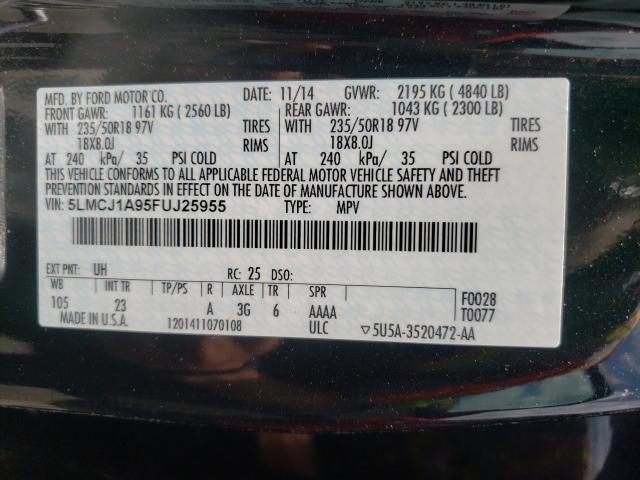 MFD. BY FORD MOTOR CO. DATE: 11/14 GVWR: 2195 KG ( 4840 LB)
FRONT GAWR: 1161 KG ( 2560 LB) REAR GAWR: 1043 KG ( 2300 LB)
WITH 235/50R18 97V TIRES WITH 235/50R18 97V TIRES
18X8.0J RIMS 18X8.0J RIMS
AT 240 kPa/ 35 PSI COLD AT 240 kPa/ 35 PSI COLD
THIS VEHICLE CONFORMS TO ALL APPLICABLE FEDERAL MOTOR VEHICLE SAFETY AND THEFT
PREVENTION STANDARDS IN EFFECT ON THE DATE OF MANUFACTURE SHOWN ABOVE.
VIN: 5LMCJ1A95FUJ25955 TYPE: MPV
EXT PNT: UH RC: 25 DSO:
WB INT TR TP/PS R AXLE TR SPR
105 23 A 3G 6 AAAA F0028
MADE IN U.S.A. 1201411070108 ULC ▽5U5A-3520472-AA T0077